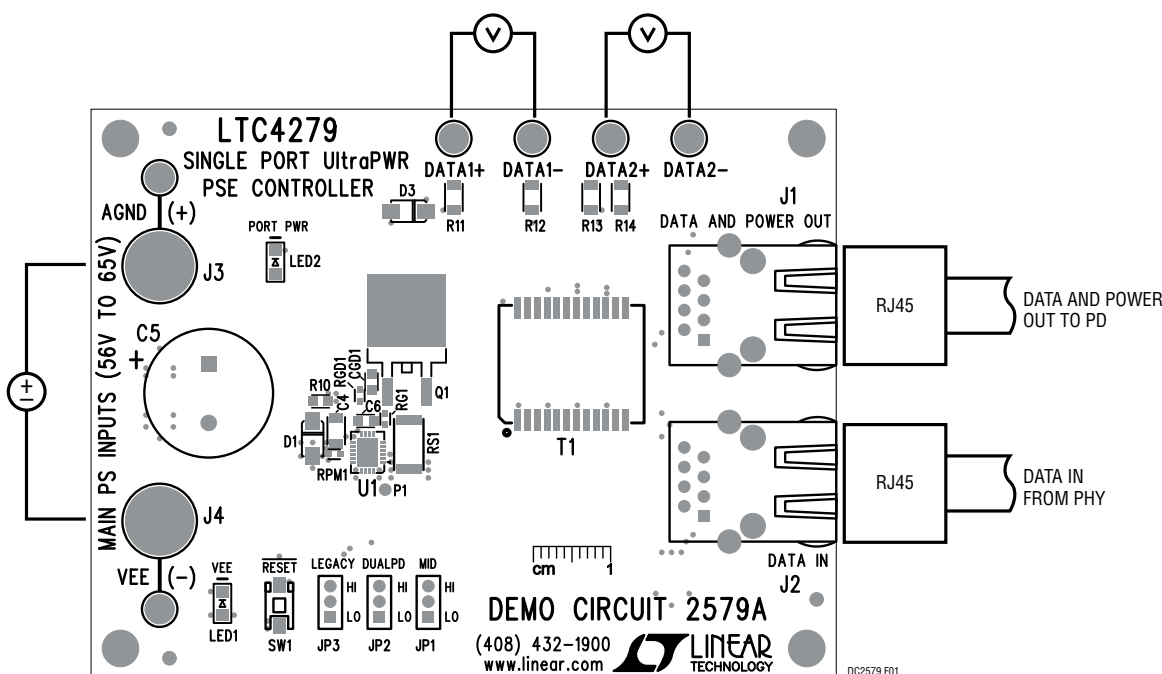 V
V
LTC4279
SINGLE PORT UltraPWR
PSE CONTROLLER
DATA1+
DATA1-
DATA2+
DATA2-
R11
R12
R13
R14
D3
AGND
(+)
J3
PORT PWR
LED2
MAIN PS INPUTS (56V TO 65V)
C5
+
+
-
J1
DATA AND POWER OUT
RJ45
DATA AND POWER
OUT TO PD
RGD1
CGD1
Q1
R10
C4
C6
RG1
D1
RS1
RPM1
U1
P1
T1
RJ45
DATA IN
FROM PHY
DATA IN
J2
J4
VEE
(-)
VEE
LED1
RESET
SW1
LEGACY
HI
LO
JP3
DUALPD
HI
LO
JP2
MID
HI
LO
JP1
cm
1
DEMO CIRCUIT 2579A
(408) 432-1900
www.linear.com
LINEAR
TECHNOLOGY
DC2579 F01